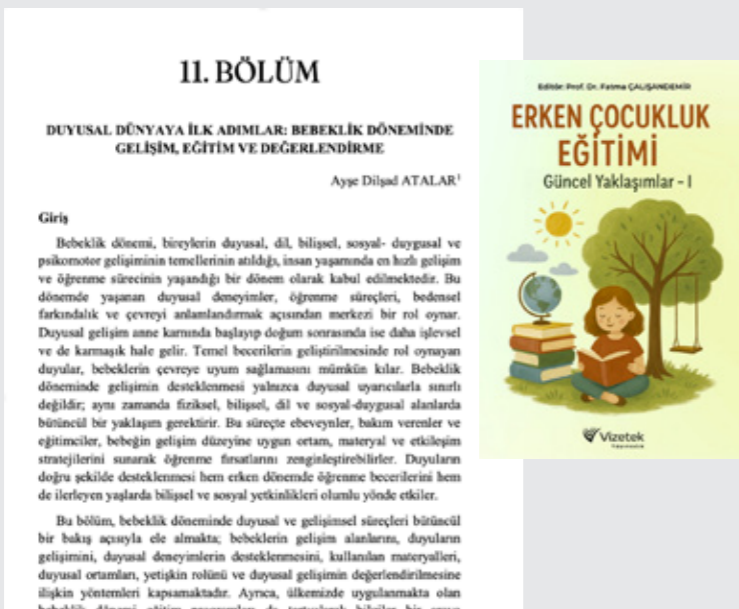 11. BÖLÜM
DUYUSAL DÜNYAYA İLK ADIMLAR: BEBEKLİK DÖNEMİNDE
GELİŞİM, EĞİTİM VE DEĞERLENDİRME
Ayşe Dilşad ATALAR¹
Giriş
Bebeklik dönemi, bireylerin duyusal, dil, bilişsel, sosyal- duygusal ve
psikomotor gelişiminin temellerinin atıldığı, insan yaşamında en hızlı gelişim
ve öğrenme sürecinin yaşandığı bir dönem olarak kabul edilmektedir. Bu
dönemde yaşanan duyusal deneyimler, öğrenme süreçleri, bedensel
farkındalık ve çevreyi anlamlandırmak açısından merkezi bir rol oynar.
Duyusal gelişim anne karnında başlayıp doğum sonrasında ise daha işlevsel
ve de karmaşık hale gelir. Temel becerilerin geliştirilmesinde rol oynayan
duyular, bebeklerin çevreye uyum sağlamasını mümkün kılar. Bebeklik
döneminde gelişimin desteklenmesi yalnızca duyusal uyarıcılarla sınırlı
değildir; aynı zamanda fiziksel, bilişsel, dil ve sosyal-duygusal alanlarda
bütüncül bir yaklaşım gerektirir. Bu süreçte ebeveynler, bakım verenler ve
eğitimciler, bebeğin gelişim düzeyine uygun ortam, materyal ve etkileşim
stratejilerini sunarak öğrenme fırsatlarını zenginleştirebilirler. Duyuların
doğru şekilde desteklenmesi hem erken dönemde öğrenme becerilerini hem
de ilerleyen yaşlarda bilişsel ve sosyal yetkinlikleri olumlu yönde etkiler.
Bu bölüm, bebeklik döneminde duyusal ve gelişimsel süreçleri bütüncül
bir bakış açısıyla ele almakta; bebeklerin gelişim alanlarını, duyuların
gelişimini, duyusal deneyimlerin desteklenmesini, kullanılan materyalleri,
duyusal ortamları, yetişkin rolünü ve duyusal gelişimin değerlendirilmesine
ilişkin yöntemleri kapsamaktadır. Ayrıca, ülkemizde uygulanmakta olan
Editör: Prof. Dr. Fatma ÇALIŞANDEMİR
ERKEN ÇOCUKLUK
EĞİTİMİ
Güncel Yaklaşımlar - I
Vizetek